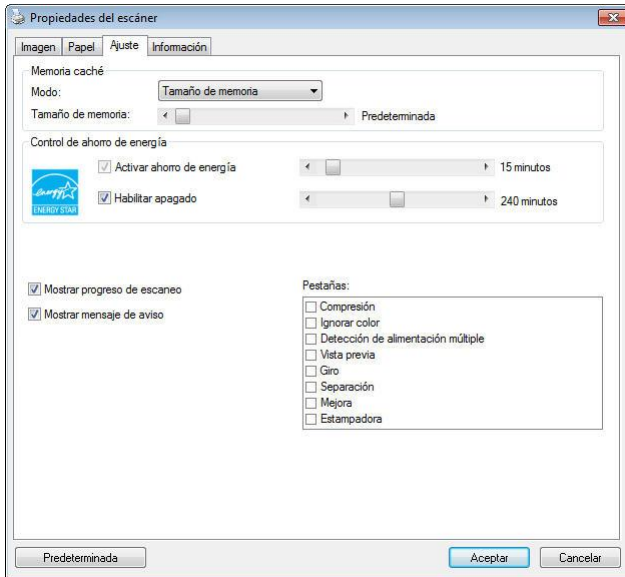 Propiedades del escáner
Imagen Papel Ajuste Información
Memoria caché
Modo: Tamaño de memoria
Tamaño de memoria: Predeterminada
Control de ahorro de energía
Activar ahorro de energía 15 minutos
Habilitar apagado 240 minutos
energy
ENERGY STAR
Mostrar progreso de escaneo
Mostrar mensaje de aviso
Pestañas:
Compresión
Ignorar color
Detección de alimentación múltiple
Vista previa
Giro
Separación
Mejora
Estampadora
Predeterminada Aceptar Cancelar